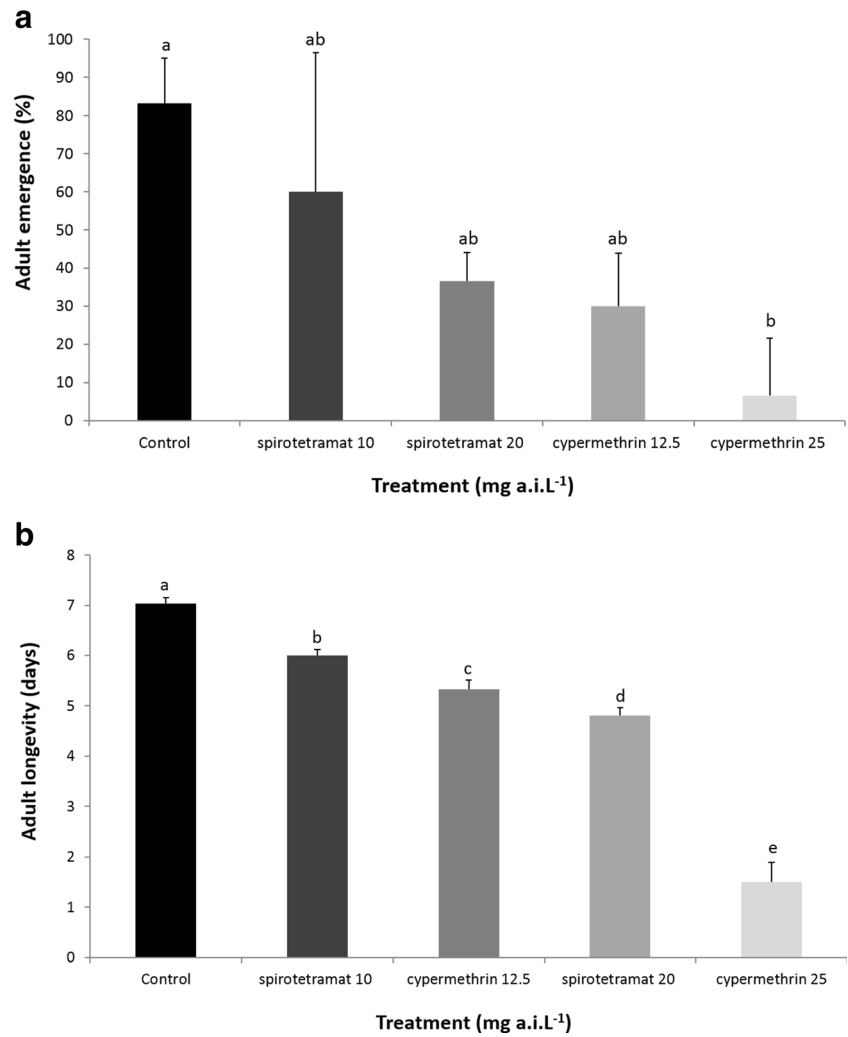 a
100
90
80
70
60
50
40
30
20
10
0
Adult emergence (%)
a
ab
ab
ab
b
Control spirotetramat 10 spirotetramat 20 cypermethrin 12.5 cypermethrin 25
Treatment (mg a.i.L-1)
b
8
7
6
5
4
3
2
1
0
Adult longevity (days)
a
b
c
d
e
Control spirotetramat 10 cypermethrin 12.5 spirotetramat 20 cypermethrin 25
Treatment (mg a.i.L-1)